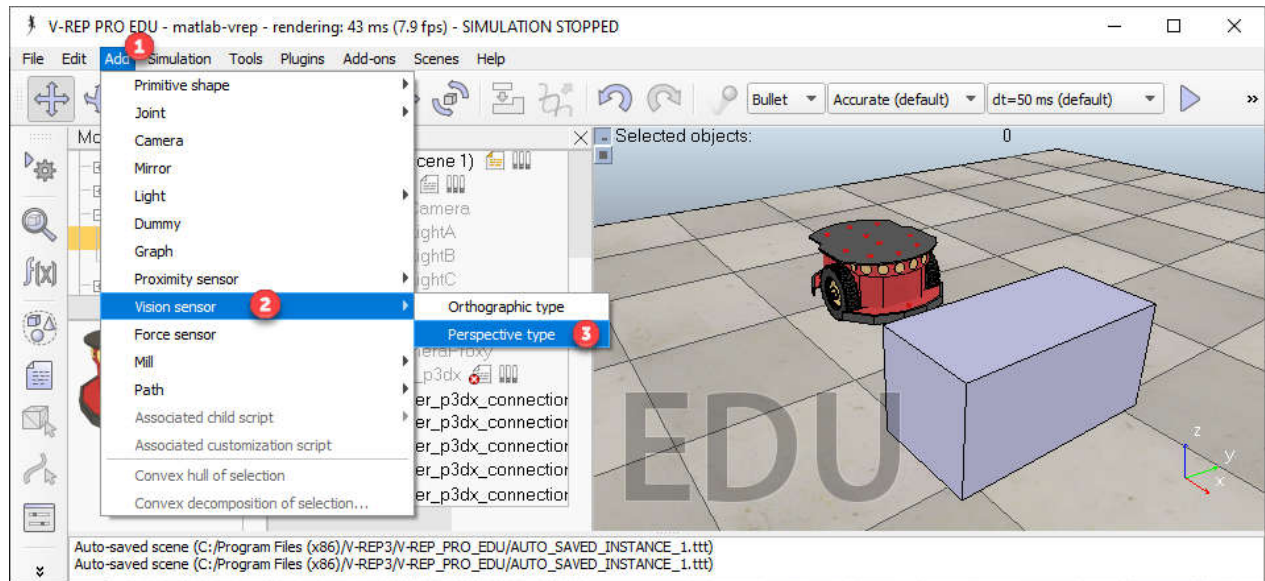 V-REP PRO EDU - matlab-vrep - rendering: 43 ms (7.9 fps) - SIMULATION STOPPED
1
File Edit Add Simulation Tools Plugins Add-ons Scenes Help
Bullet Accurate (default) dt=50 ms (default) »
Primitive shape
Joint
Camera
Mirror
Light
Dummy
Graph
Proximity sensor
Vision sensor 2
Force sensor
Mill
Path
Associated child script
Associated customization script
Convex hull of selection
Convex decomposition of selection...
Orthographic type
Perspective type 3
Mo
cene 1)
amera
ightA
ightB
ightC
meraProxy
_p3dx
er_p3dx_connection
er_p3dx_connection
er_p3dx_connection
er_p3dx_connection
er_p3dx_connection
Selected objects: 0
EDU
z
y
x
f(x)
Auto-saved scene (C:/Program Files (x86)/V-REP3/V-REP_PRO_EDU/AUTO_SAVED_INSTANCE_1.ttt)
Auto-saved scene (C:/Program Files (x86)/V-REP3/V-REP_PRO_EDU/AUTO_SAVED_INSTANCE_1.ttt)